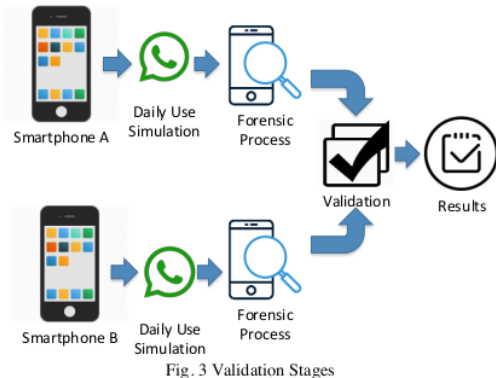 Smartphone A
Daily Use
Simulation
Forensic
Process
Validation
Results
Smartphone B
Daily Use
Simulation
Forensic
Process
Fig. 3 Validation Stages